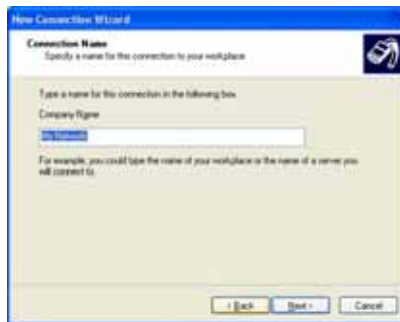 New Connection Wizard
Connection Name
Specify a name for this connection to your workplace.
Type a name for this connection in the following box.
Company Name
My Network
For example, you could type the name of your workplace or the name of a server you
will connect to.
< Back
Next >
Cancel